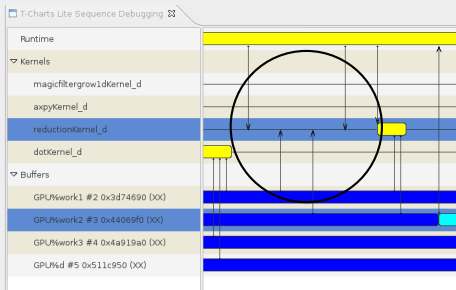 T-Charts Lite Sequence Debugging
Runtime
Kernels
magicfiltergrow1dKernel_d
axpyKernel_d
reductionKernel_d
dotKernel_d
Buffers
GPU%work1 #2 0x3d74690 (XX)
GPU%work2 #3 0x44069f0 (XX)
GPU%work3 #4 0x4a919a0 (XX)
GPU%d #5 0x511c950 (XX)